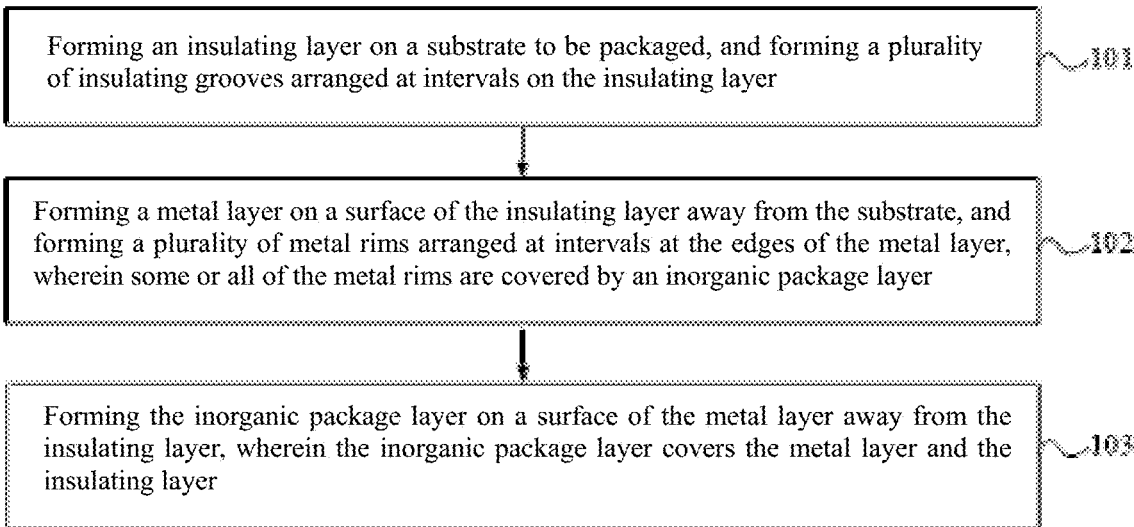 Forming an insulating layer on a substrate to be packaged, and forming a plurality
of insulating grooves arranged at intervals on the insulating layer
101
Forming a metal layer on a surface of the insulating layer away from the substrate, and
forming a plurality of metal rims arranged at intervals at the edges of the metal layer,
wherein some or all of the metal rims are covered by an inorganic package layer
102
Forming the inorganic package layer on a surface of the metal layer away from the
insulating layer, wherein the inorganic package layer covers the metal layer and the
insulating layer
103